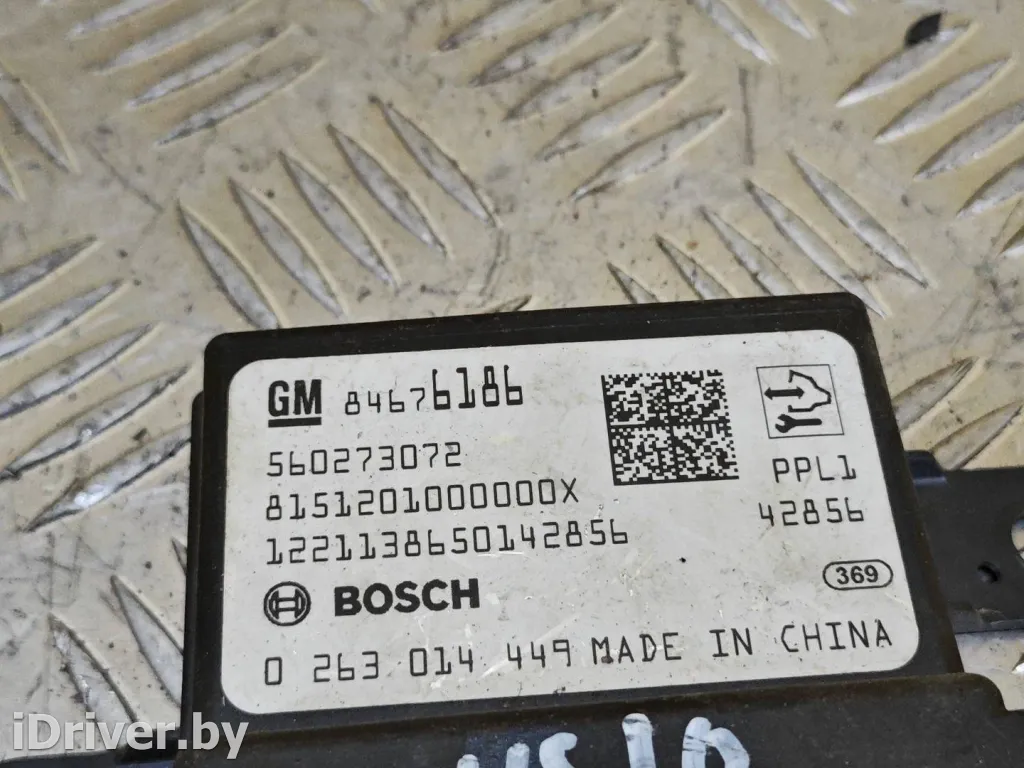 GM 84676186
560273072
8151201000000X
1221138650142856
PPL1
42856
BOSCH
369
0 263 014 449 MADE IN CHINA
iDriver.by